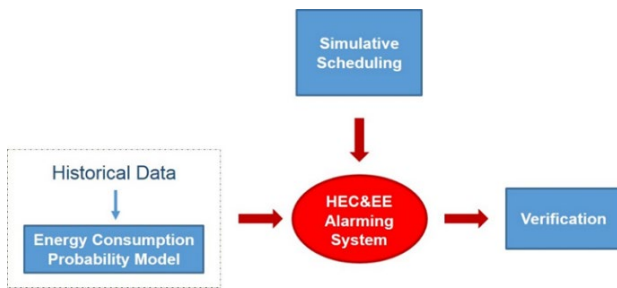 Simulative
Scheduling
Historical Data
Energy Consumption
Probability Model
HEC&EE
Alarming
System
Verification